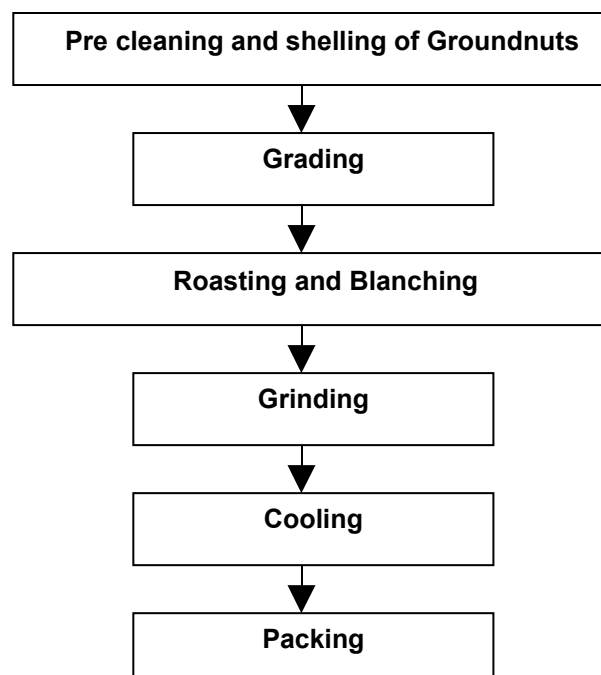 Pre cleaning and shelling of Groundnuts
Grading
Roasting and Blanching
Grinding
Cooling
Packing